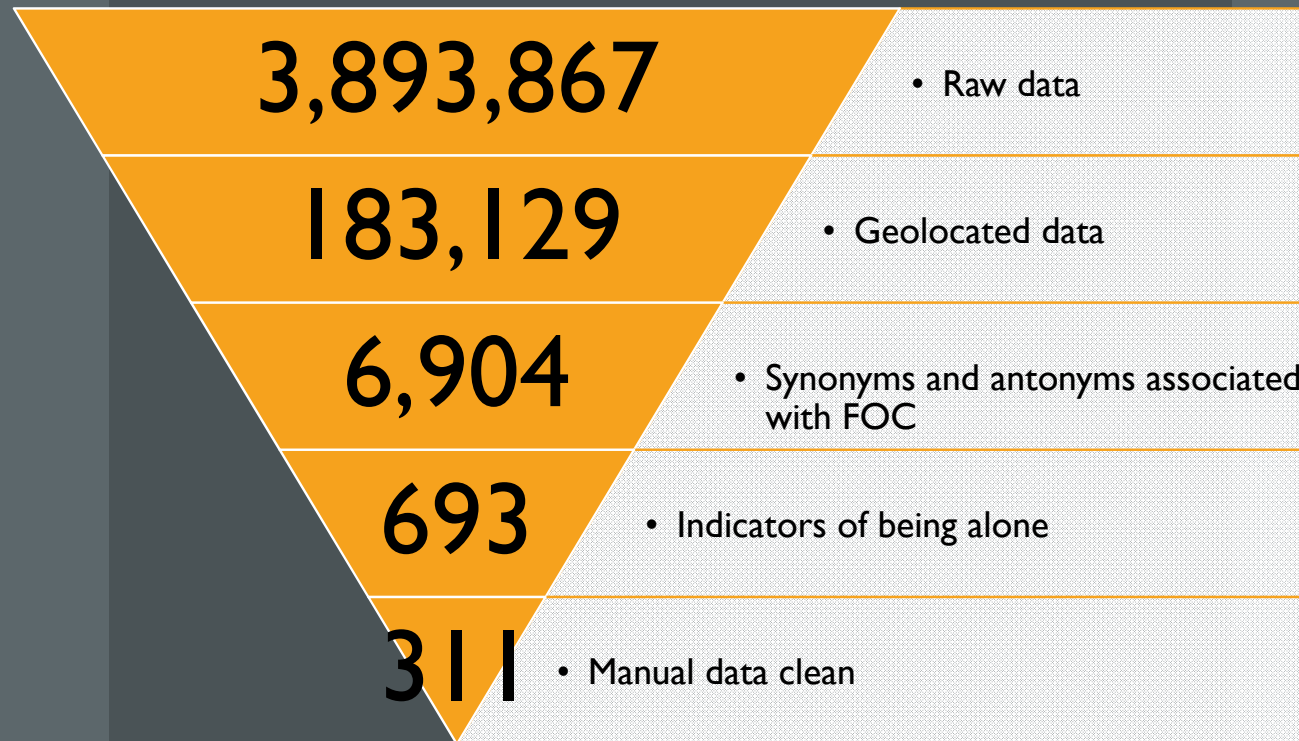 3,893,867
• Raw data
183,129
• Geolocated data
6,904
• Synonyms and antonyms associated
with FOC
693
• Indicators of being alone
311
• Manual data clean